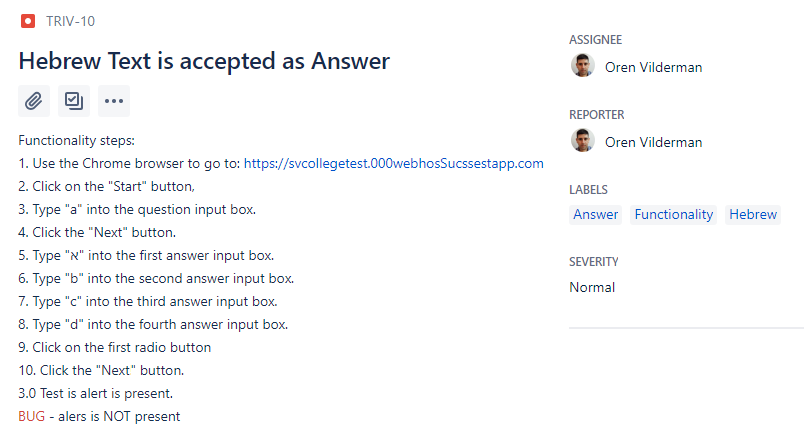 TRIV-10
Hebrew Text is accepted as Answer
Functionality steps:
1. Use the Chrome browser to go to: https://svcollegetest.000webhosSucssestapp.com
2. Click on the "Start" button,
3. Type "a" into the question input box.
4. Click the "Next" button.
5. Type "א" into the first answer input box.
6. Type "b" into the second answer input box.
7. Type "c" into the third answer input box.
8. Type "d" into the fourth answer input box.
9. Click on the first radio button
10. Click the "Next" button.
3.0 Test is alert is present.
BUG - alers is NOT present
ASSIGNEE
Oren Vilderman
REPORTER
Oren Vilderman
LABELS
Answer Functionality Hebrew
SEVERITY
Normal